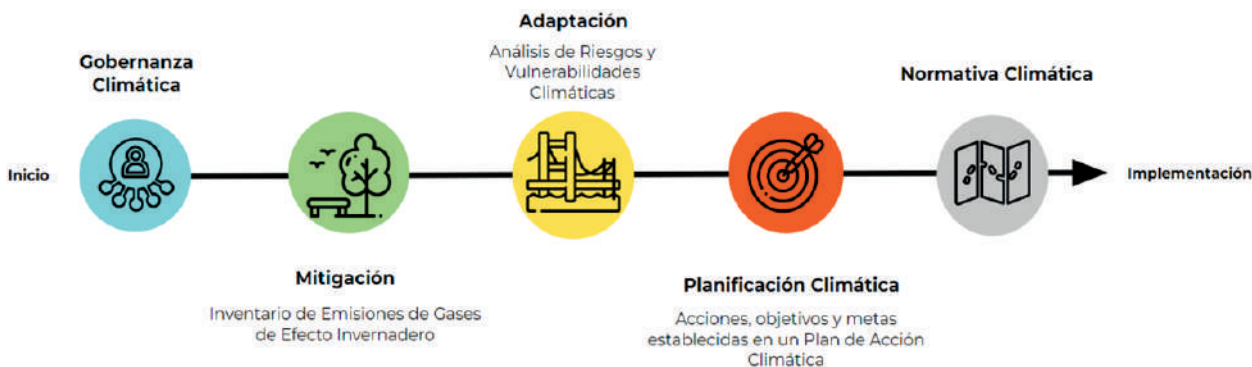 Inicio
Gobernanza
Climática
Mitigación
Inventario de Emisiones de Gases
de Efecto Invernadero
Adaptación
Análisis de Riesgos y
Vulnerabilidades
Climáticas
Planificación Climática
Acciones, objetivos y metas
establecidas en un Plan de Acción
Climática
Normativa Climática
Implementación